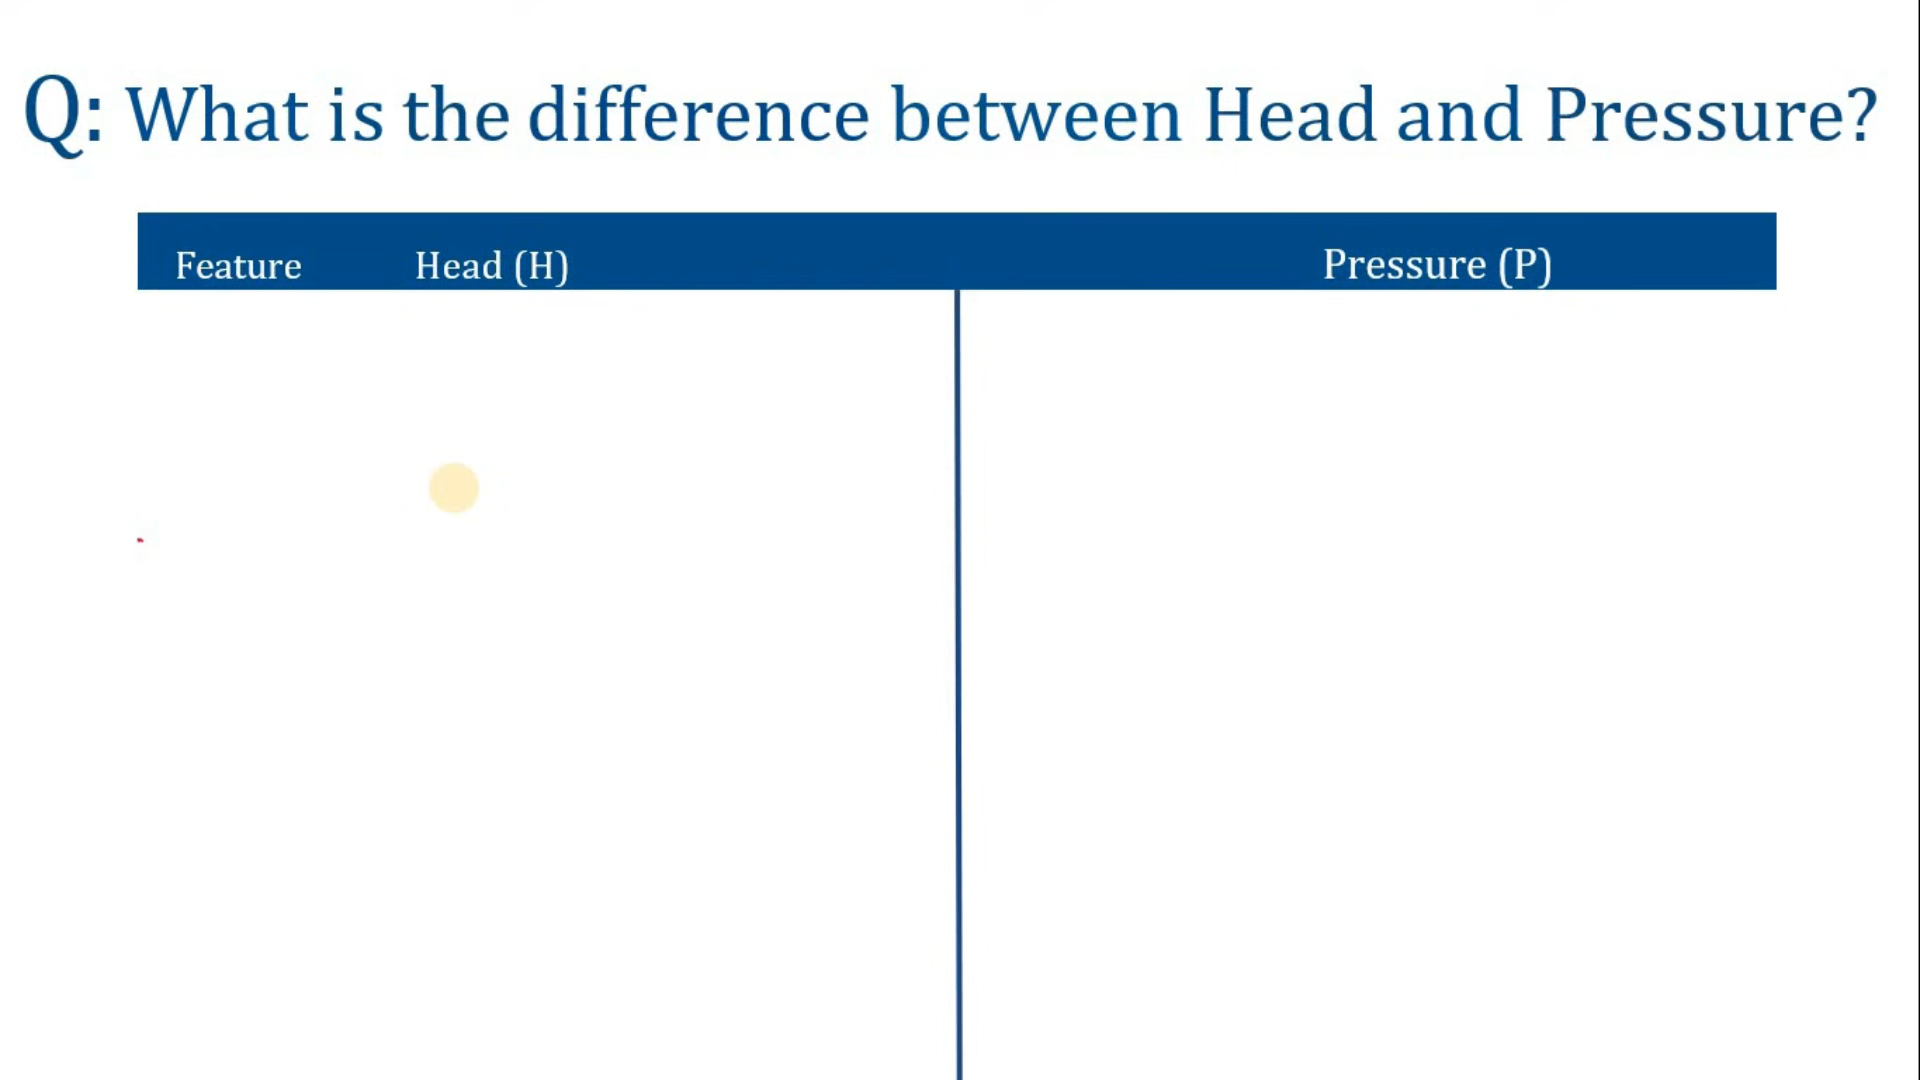 Q: What is the difference between Head and Pressure?
Feature Head (H) Pressure (P)